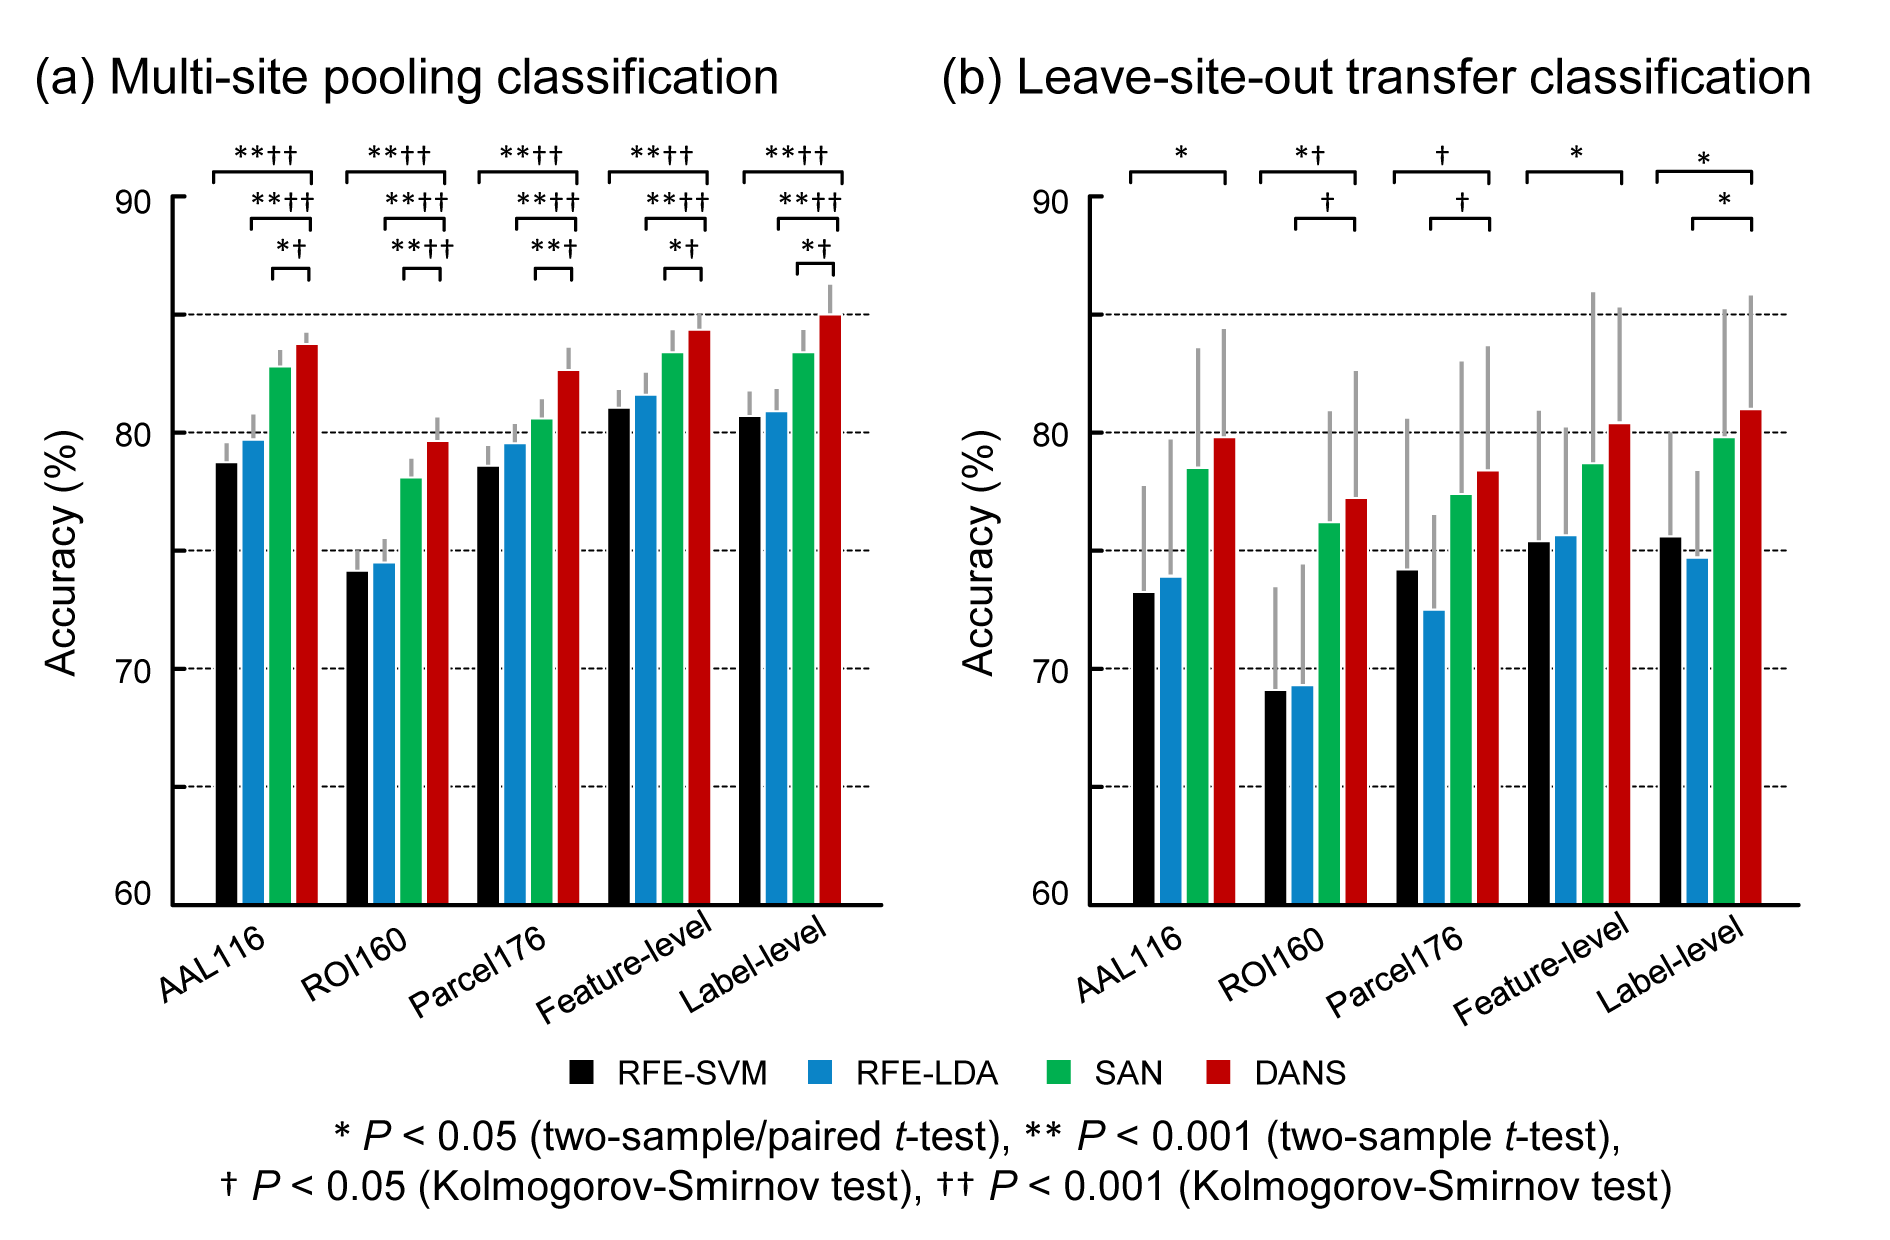 (a) Multi-site pooling classification
**†† **†† **†† **†† **††
**†† **†† **†† **†† **††
*† **†† **† *† *†
90
80
70
60
Accuracy (%)
AAL116
ROI160
Parcel176
Feature-level
Label-level
(b) Leave-site-out transfer classification
* *† † * *
† † *
90
80
70
60
Accuracy (%)
AAL116
ROI160
Parcel176
Feature-level
Label-level
RFE-SVM RFE-LDA SAN DANS
* P < 0.05 (two-sample/paired t-test), ** P < 0.001 (two-sample t-test),
† P < 0.05 (Kolmogorov-Smirnov test), †† P < 0.001 (Kolmogorov-Smirnov test)